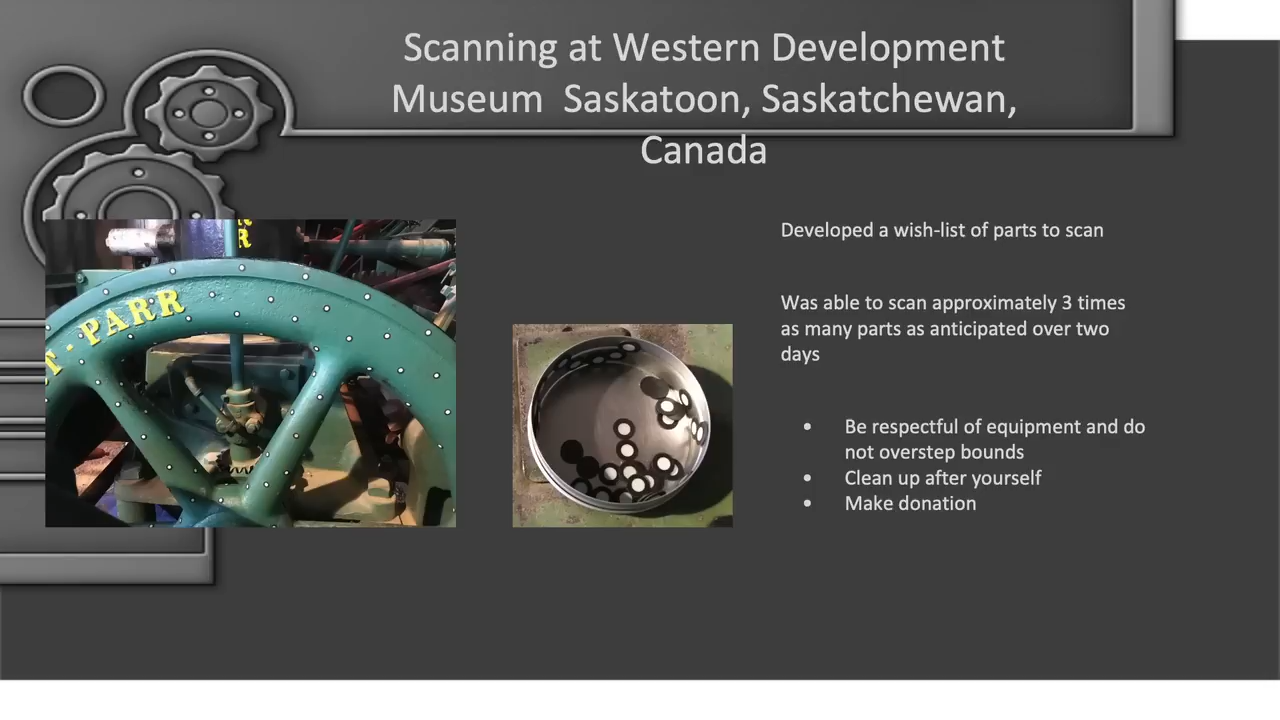 Scanning at Western Development
Museum  Saskatoon, Saskatchewan,
Canada
T - PARR
R
R
Developed a wish-list of parts to scan
Was able to scan approximately 3 times
as many parts as anticipated over two
days
• Be respectful of equipment and do
not overstep bounds
• Clean up after yourself
• Make donation